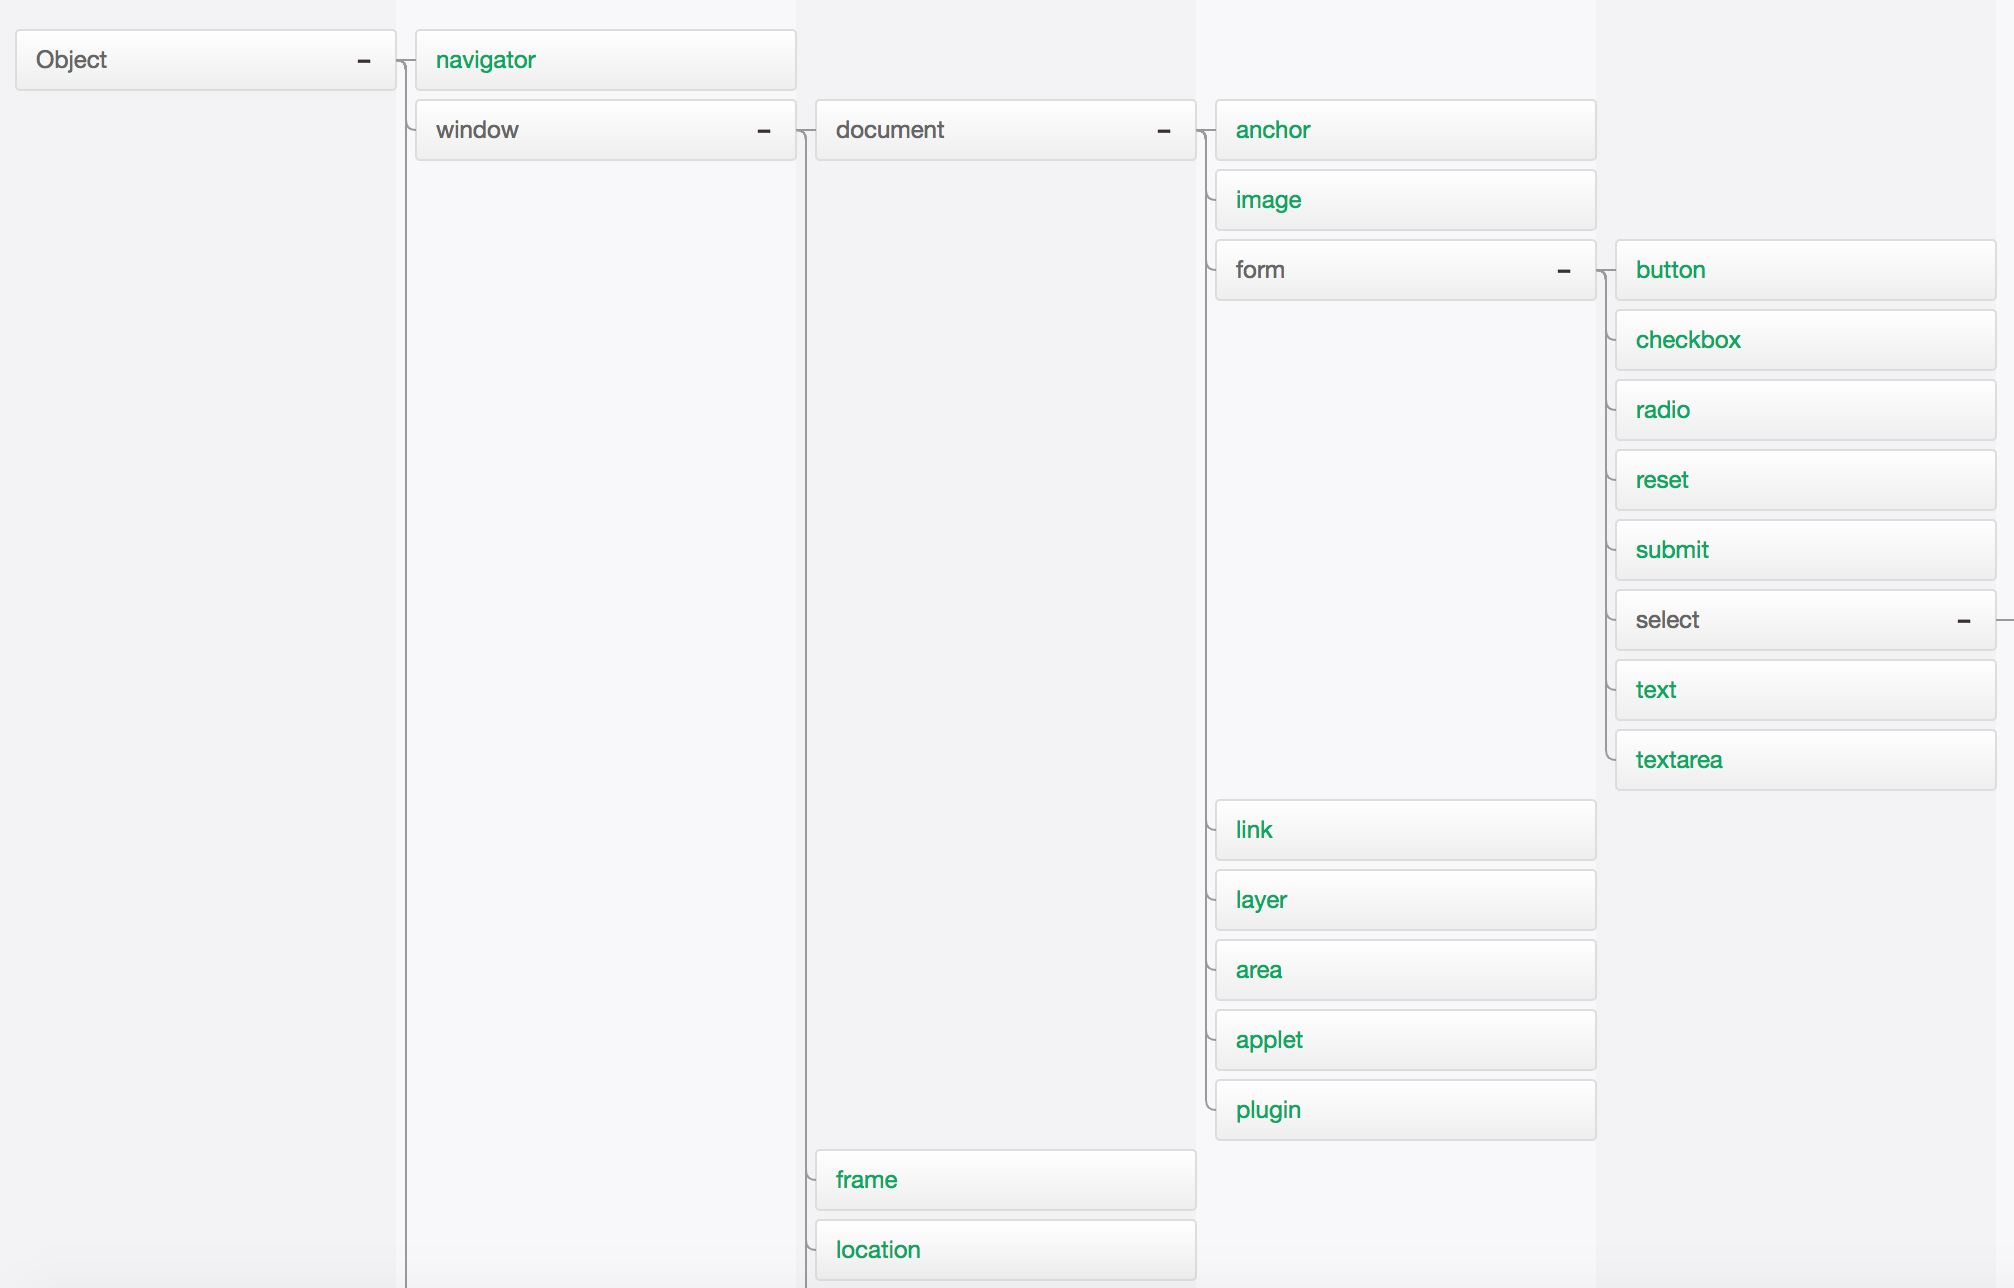 Object
navigator
window
document
anchor
image
form
button
checkbox
radio
reset
submit
select
text
textarea
link
layer
area
applet
plugin
frame
location